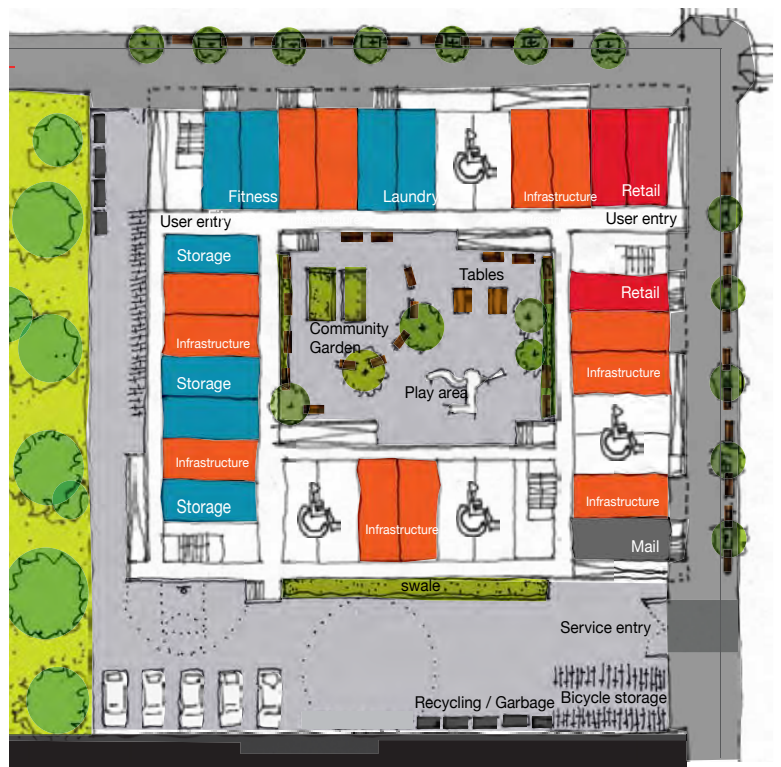 Fitness
Laundry
Infrastructure
Retail
User entry
User entry
Storage
Tables
Retail
Community
Garden
Infrastructure
Infrastructure
Storage
Play area
Infrastructure
Storage
Infrastructure
Infrastructure
Mail
swale
Service entry
Bicycle storage
Recycling / Garbage